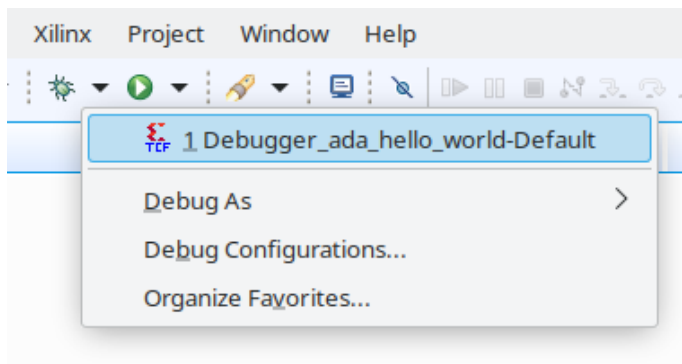 Xilinx Project Window Help
TCF 1 Debugger_ada_hello_world-Default
Debug As
Debug Configurations...
Organize Favorites...